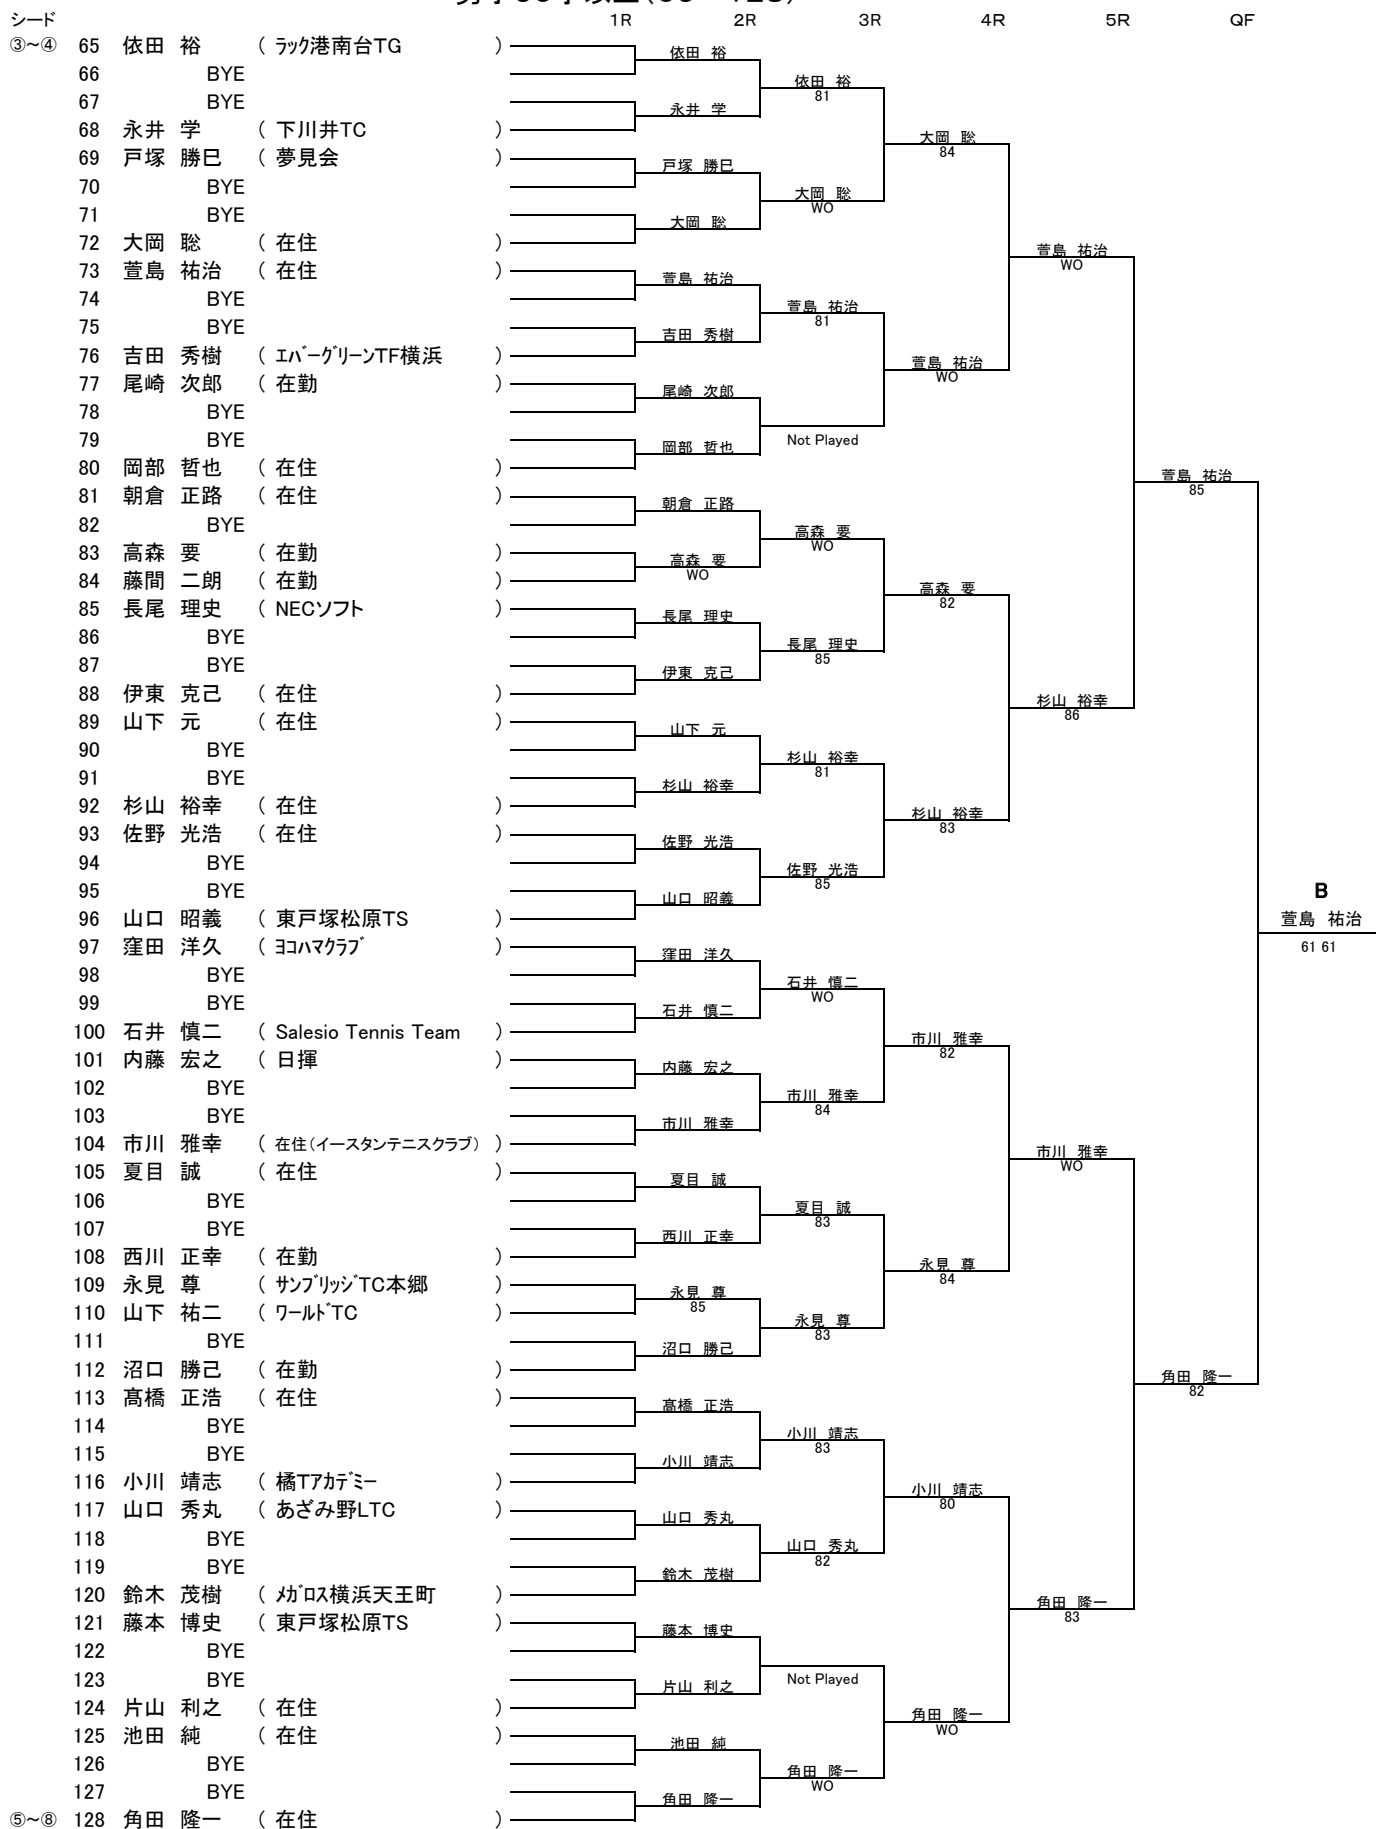 シード 1R 2R 3R 4R 5R QF
③~④ 65 依田 裕 ( ﾗｯｸ港南台TG )
66 BYE
67 BYE
68 永井 学 ( 下川井TC )
69 戸塚 勝巳 ( 夢見会 )
70 BYE
71 BYE
72 大岡 聡 ( 在住 )
73 萱島 祐治 ( 在住 )
74 BYE
75 BYE
76 吉田 秀樹 ( ｴﾊﾞｰｸﾞﾘｰﾝTF横浜 )
77 尾崎 次郎 ( 在勤 )
78 BYE
79 BYE
80 岡部 哲也 ( 在住 )
81 朝倉 正路 ( 在住 )
82 BYE
83 高森 要 ( 在勤 )
84 藤間 二朗 ( 在勤 )
85 長尾 理史 ( NECソフト )
86 BYE
87 BYE
88 伊東 克己 ( 在住 )
89 山下 元 ( 在住 )
90 BYE
91 BYE
92 杉山 裕幸 ( 在住 )
93 佐野 光浩 ( 在住 )
94 BYE
95 BYE
96 山口 昭義 ( 東戸塚松原TS )
97 窪田 洋久 ( ﾖｺﾊﾏｸﾗﾌﾞ )
98 BYE
99 BYE
100 石井 慎二 ( Salesio Tennis Team )
101 内藤 宏之 ( 日揮 )
102 BYE
103 BYE
104 市川 雅幸 ( 在住(イースタンテニスクラブ) )
105 夏目 誠 ( 在住 )
106 BYE
107 BYE
108 西川 正幸 ( 在勤 )
109 永見 尊 ( ｻﾝﾌﾞﾘｯｼﾞTC本郷 )
110 山下 祐二 ( ﾜｰﾙﾄﾞTC )
111 BYE
112 沼口 勝己 ( 在勤 )
113 髙橋 正浩 ( 在住 )
114 BYE
115 BYE
116 小川 靖志 ( 橘Tｱｶﾃﾞﾐｰ )
117 山口 秀丸 ( あざみ野LTC )
118 BYE
119 BYE
120 鈴木 茂樹 ( ﾒｶﾞﾛｽ横浜天王町 )
121 藤本 博史 ( 東戸塚松原TS )
122 BYE
123 BYE
124 片山 利之 ( 在住 )
125 池田 純 ( 在住 )
126 BYE
127 BYE
⑤~⑧ 128 角田 隆一 ( 在住 )
依田 裕
永井 学
戸塚 勝巳
大岡 聡
萱島 祐治
吉田 秀樹
尾崎 次郎
岡部 哲也
朝倉 正路
高森 要
WO
長尾 理史
伊東 克己
山下 元
杉山 裕幸
佐野 光浩
山口 昭義
窪田 洋久
石井 慎二
内藤 宏之
市川 雅幸
夏目 誠
西川 正幸
永見 尊
85
沼口 勝己
髙橋 正浩
小川 靖志
山口 秀丸
鈴木 茂樹
藤本 博史
片山 利之
池田 純
角田 隆一
依田 裕
81
大岡 聡
WO
萱島 祐治
81
Not Played
高森 要
WO
長尾 理史
85
杉山 裕幸
81
佐野 光浩
85
石井 慎二
WO
市川 雅幸
84
夏目 誠
83
永見 尊
83
小川 靖志
83
山口 秀丸
82
Not Played
角田 隆一
WO
大岡 聡
84
萱島 祐治
WO
高森 要
82
杉山 裕幸
83
市川 雅幸
82
永見 尊
84
小川 靖志
80
角田 隆一
WO
萱島 祐治
WO
杉山 裕幸
86
市川 雅幸
WO
角田 隆一
83
萱島 祐治
85
角田 隆一
82
B
萱島 祐治
61 61